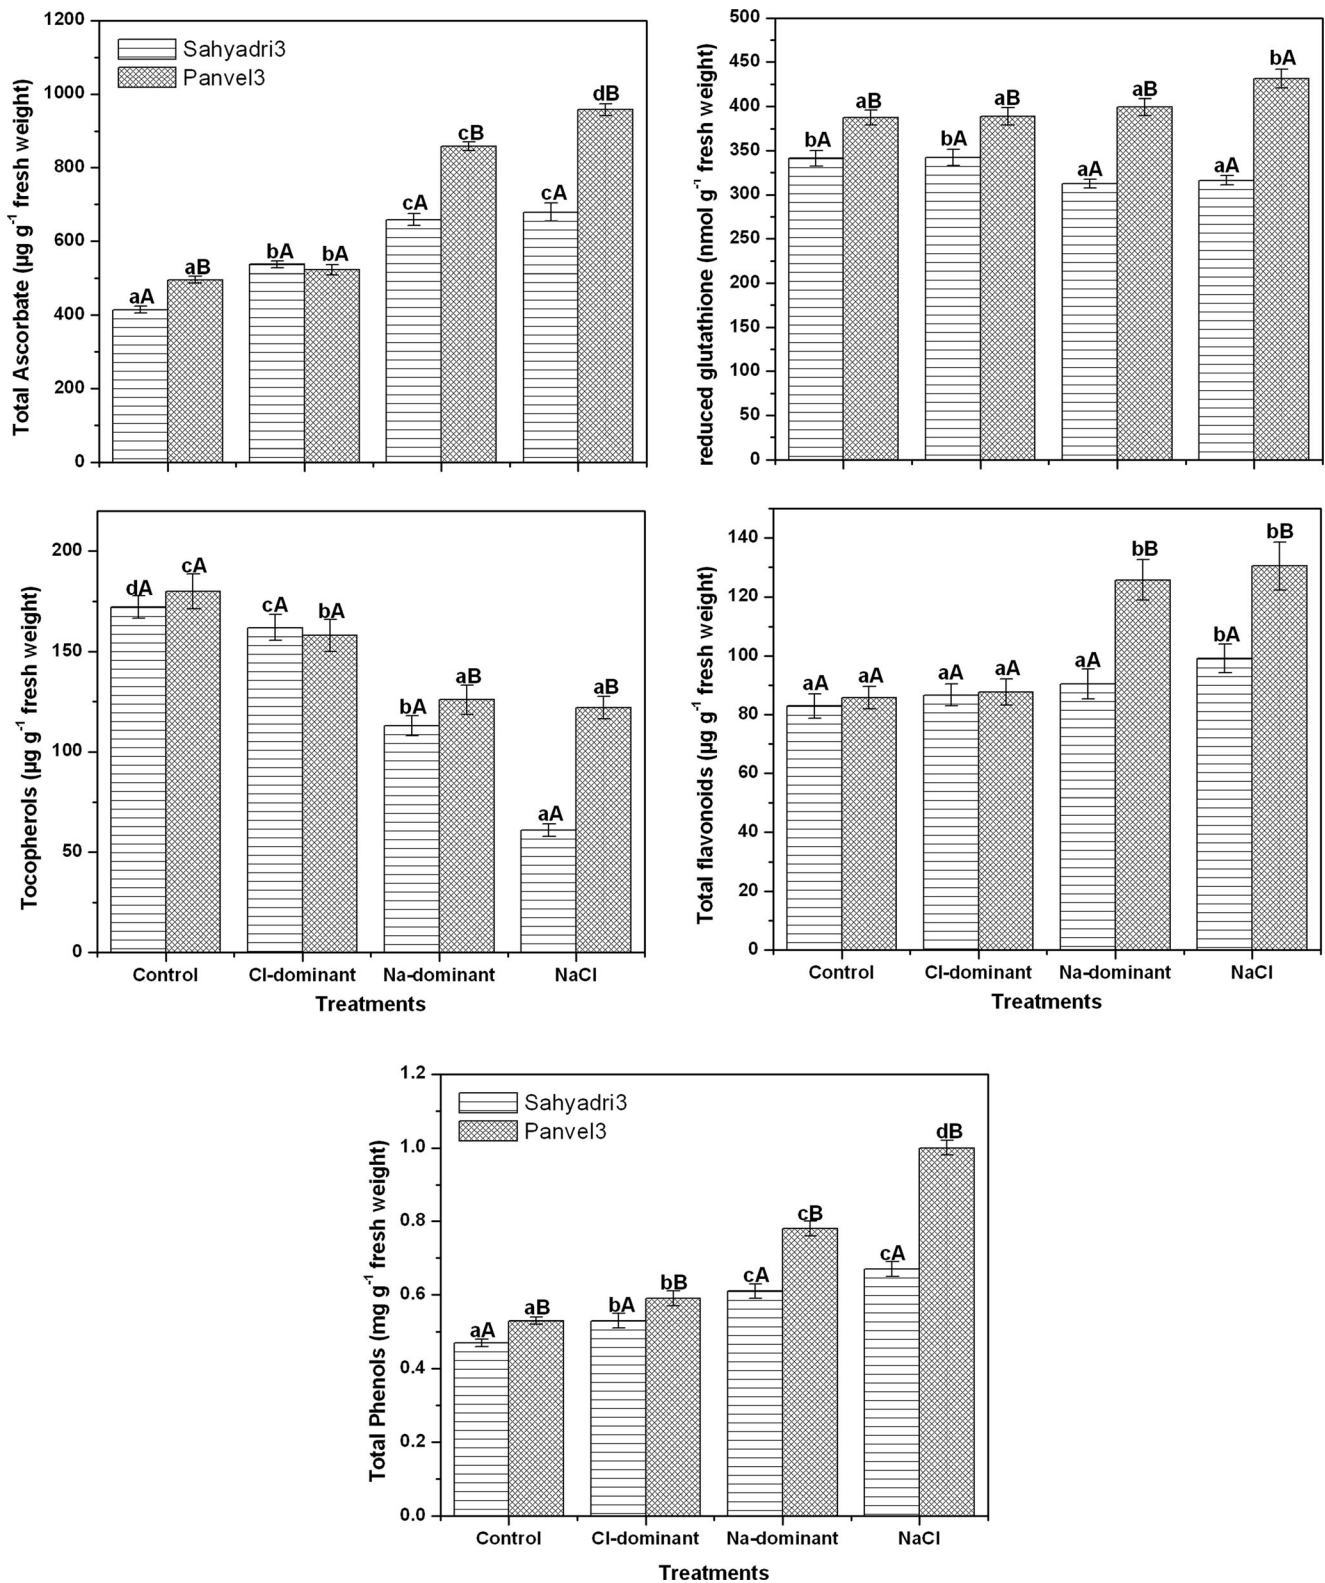 Total Ascorbate (µg g⁻¹ fresh weight)
1200
1000
800
600
400
200
0
Sahyadri3
Panvel3
aA
aB
bA
bA
cA
cB
cA
dB
reduced glutathione (nmol g⁻¹ fresh weight)
500
450
400
350
300
250
200
150
100
50
0
bA
aB
bA
aB
aA
aB
aA
bA
Tocopherols (µg g⁻¹ fresh weight)
200
150
100
50
0
dA
cA
cA
bA
bA
aB
aA
aB
Control Cl-dominant Na-dominant NaCl
Treatments
Total flavonoids (µg g⁻¹ fresh weight)
140
120
100
80
60
40
20
0
aA
aA
aA
aA
aA
bB
bA
bB
Control Cl-dominant Na-dominant NaCl
Treatments
Total Phenols (mg g⁻¹ fresh weight)
1.2
1.0
0.8
0.6
0.4
0.2
0.0
Sahyadri3
Panvel3
aA
aB
bA
bB
cA
cB
cA
dB
Control Cl-dominant Na-dominant NaCl
Treatments